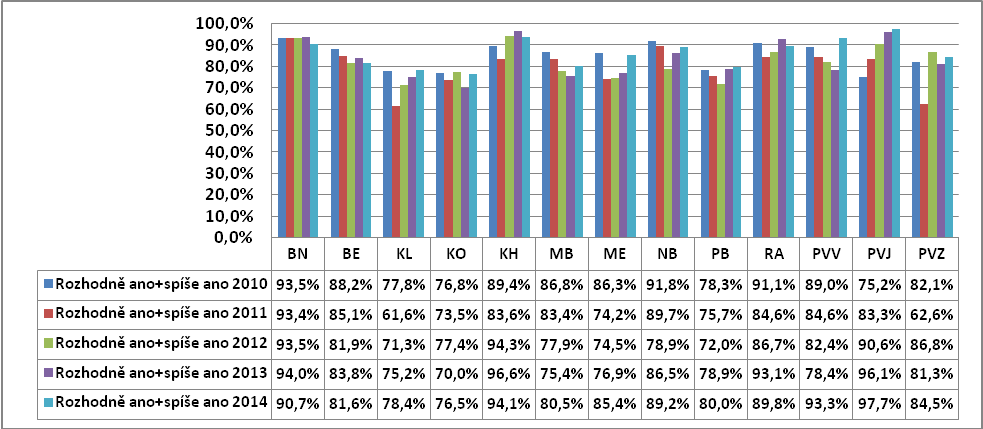 100,0%
90,0%
80,0%
70,0%
60,0%
50,0%
40,0%
30,0%
20,0%
10,0%
0,0%
BN BE KL KO KH MB ME NB PB RA PVV PVJ PVZ
Rozhodně ano+spíše ano 2010 93,5% 88,2% 77,8% 76,8% 89,4% 86,8% 86,3% 91,8% 78,3% 91,1% 89,0% 75,2% 82,1%
Rozhodně ano+spíše ano 2011 93,4% 85,1% 61,6% 73,5% 83,6% 83,4% 74,2% 89,7% 75,7% 84,6% 84,6% 83,3% 62,6%
Rozhodně ano+spíše ano 2012 93,5% 81,9% 71,3% 77,4% 94,3% 77,9% 74,5% 78,9% 72,0% 86,7% 82,4% 90,6% 86,8%
Rozhodně ano+spíše ano 2013 94,0% 83,8% 75,2% 70,0% 96,6% 75,4% 76,9% 86,5% 78,9% 93,1% 78,4% 96,1% 81,3%
Rozhodně ano+spíše ano 2014 90,7% 81,6% 78,4% 76,5% 94,1% 80,5% 85,4% 89,2% 80,0% 89,8% 93,3% 97,7% 84,5%